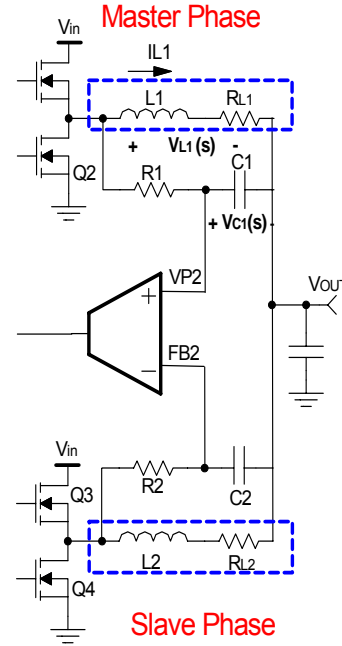 Master Phase
Vin
IL1
L1
RL1
+ VL1(s) -
Q2
R1
C1
+ VC1(s) -
VP2
+
VOUT
FB2
−
Vin
R2
C2
Q3
L2
RL2
Q4
Slave Phase